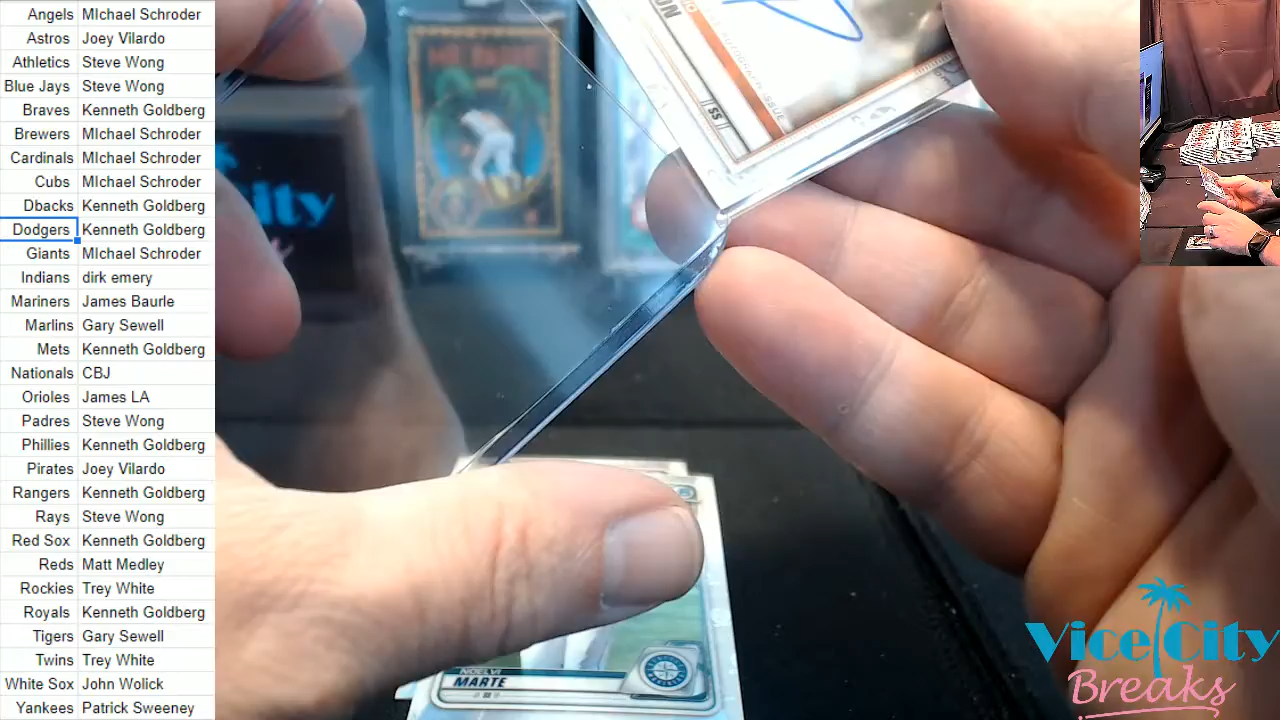 Angels MIchael Schroder
Astros Joey Vilardo
Athletics Steve Wong
Blue Jays Steve Wong
Braves Kenneth Goldberg
Brewers MIchael Schroder
Cardinals MIchael Schroder
Cubs MIchael Schroder
Dbacks Kenneth Goldberg
Dodgers Kenneth Goldberg
Giants MIchael Schroder
Indians dirk emery
Mariners James Baurle
Marlins Gary Sewell
Mets Kenneth Goldberg
Nationals CBJ
Orioles James LA
Padres Steve Wong
Phillies Kenneth Goldberg
Pirates Joey Vilardo
Rangers Kenneth Goldberg
Rays Steve Wong
Red Sox Kenneth Goldberg
Reds Matt Medley
Rockies Trey White
Royals Kenneth Goldberg
Tigers Gary Sewell
Twins Trey White
White Sox John Wolick
Yankees Patrick Sweeney
AUTOGRAPH ISSUE
SS
NOELVI
MARTE
Vice City
Breaks